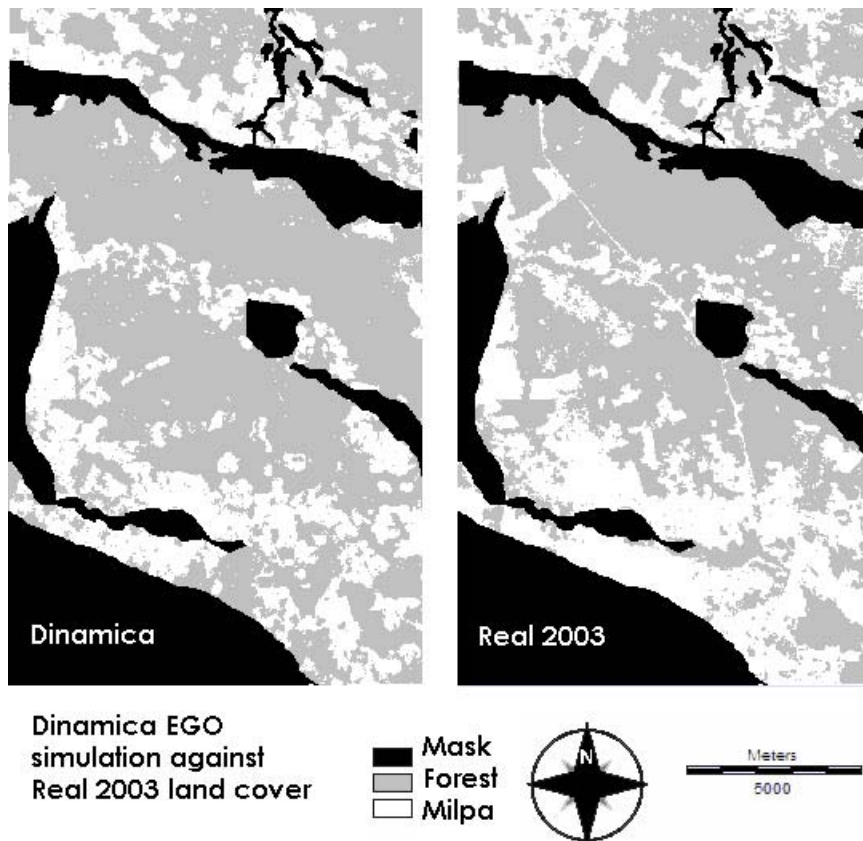 Dinamica
Real 2003
Dinamica EGO
simulation against
Real 2003 land cover
Mask
Forest
Milpa
N
Meters
5000